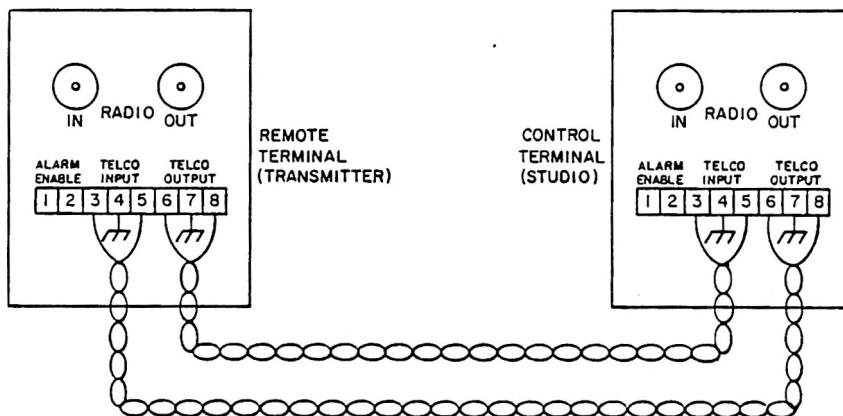 IN RADIO OUT
ALARM ENABLE TELCO INPUT TELCO OUTPUT
1 2 3 4 5 6 7 8
REMOTE
TERMINAL
(TRANSMITTER)
CONTROL
TERMINAL
(STUDIO)
IN RADIO OUT
ALARM ENABLE TELCO INPUT TELCO OUTPUT
1 2 3 4 5 6 7 8